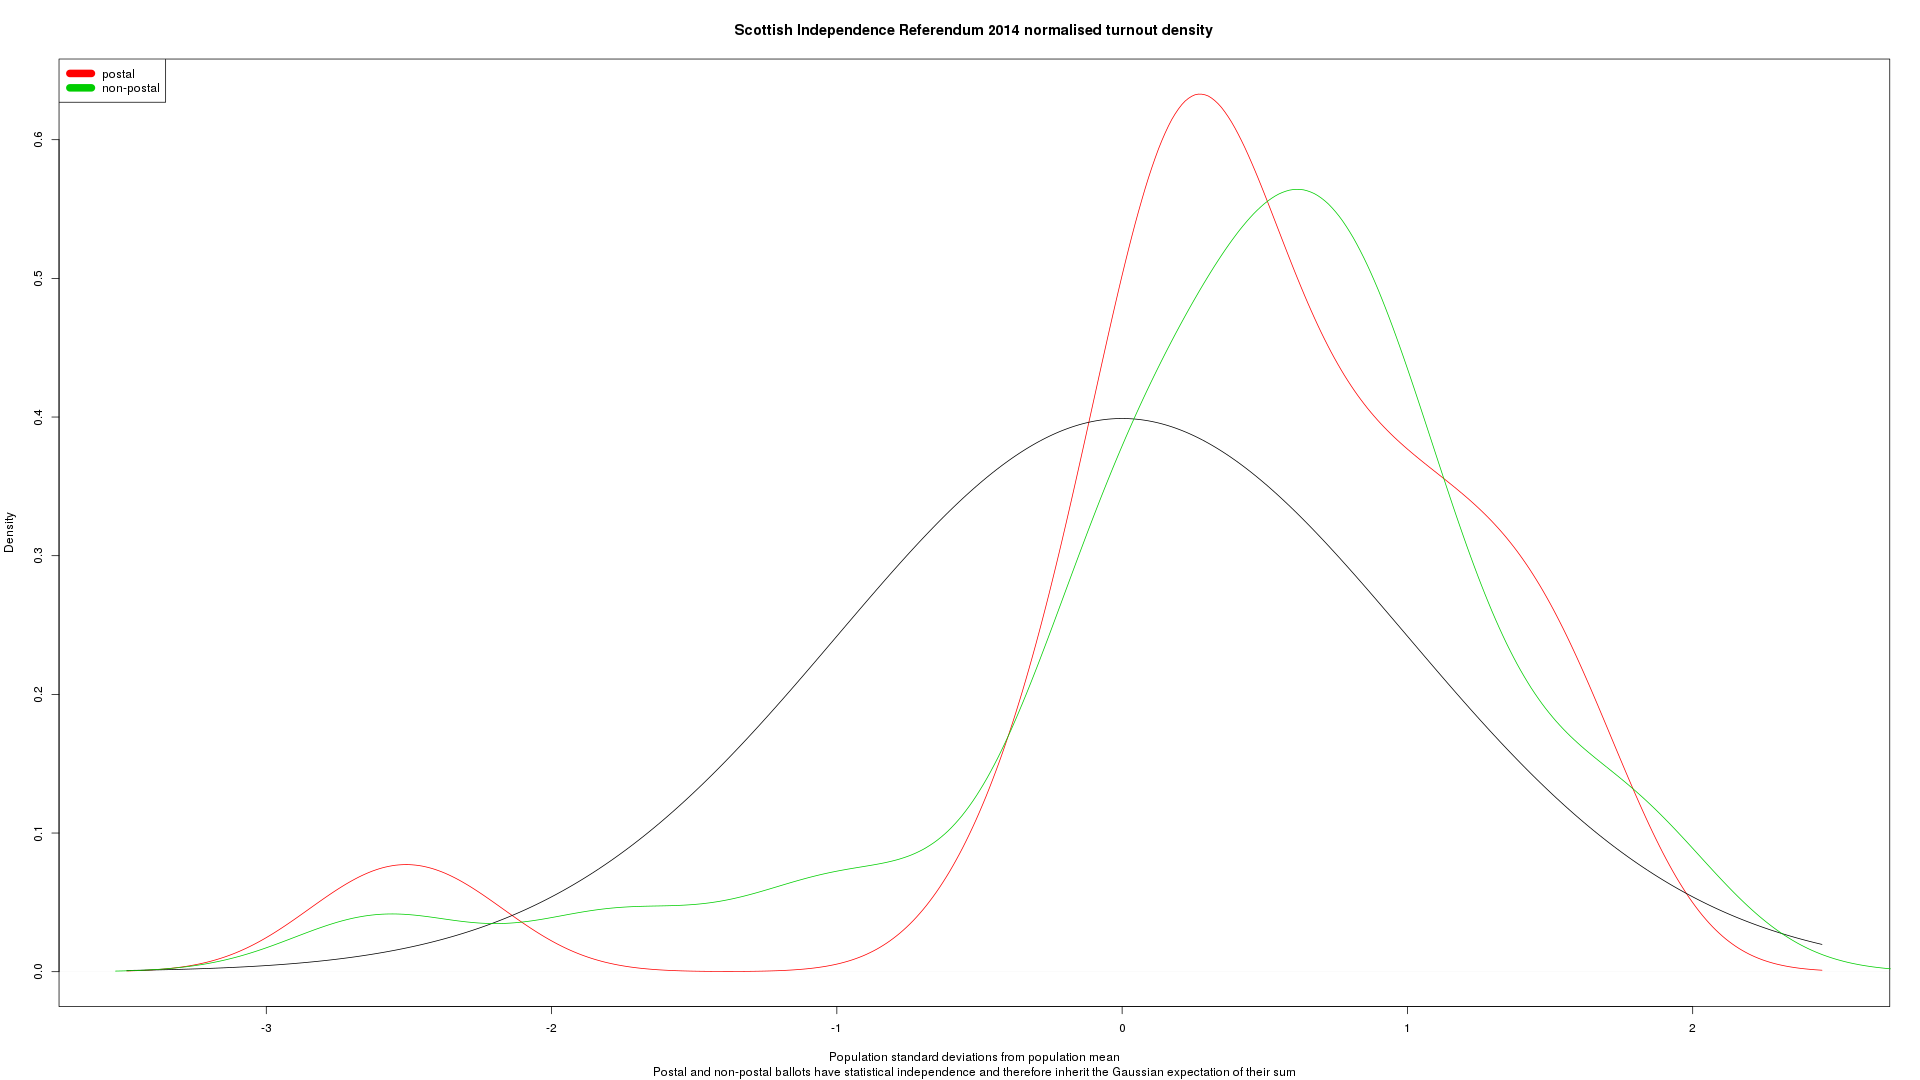 Scottish Independence Referendum 2014 normalised turnout density
postal
non-postal
Density
0.6
0.5
0.4
0.3
0.2
0.1
0.0
-3 -2 -1 0 1 2
Population standard deviations from population mean
Postal and non-postal ballots have statistical independence and therefore inherit the Gaussian expectation of their sum